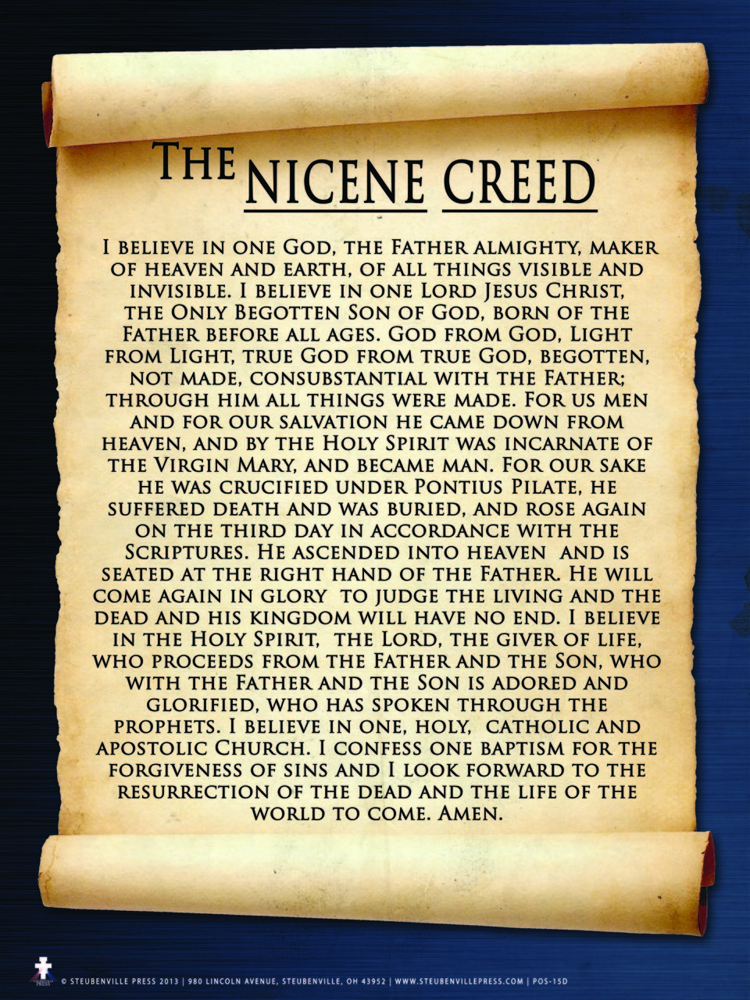 The NICENE CREED
I believe in one God, the Father almighty, maker
of heaven and earth, of all things visible and
invisible. I believe in one Lord Jesus Christ,
the Only Begotten Son of God, born of the
Father before all ages. God from God, Light
from Light, true God from true God, begotten,
not made, consubstantial with the Father;
through him all things were made. For us men
and for our salvation he came down from
heaven, and by the Holy Spirit was incarnate of
the Virgin Mary, and became man. For our sake
he was crucified under Pontius Pilate, he
suffered death and was buried, and rose again
on the third day in accordance with the
Scriptures. He ascended into heaven and is
seated at the right hand of the Father. He will
come again in glory to judge the living and the
dead and his kingdom will have no end. I believe
in the Holy Spirit, the Lord, the giver of life,
who proceeds from the Father and the Son, who
with the Father and the Son is adored and
glorified, who has spoken through the
prophets. I believe in one, holy, catholic and
apostolic Church. I confess one baptism for the
forgiveness of sins and I look forward to the
resurrection of the dead and the life of the
world to come. Amen.
© STEUBENVILLE PRESS 2013 | 980 LINCOLN AVENUE, STEUBENVILLE, OH 43952 | WWW.STEUBENVILLEPRESS.COM | POS-15D